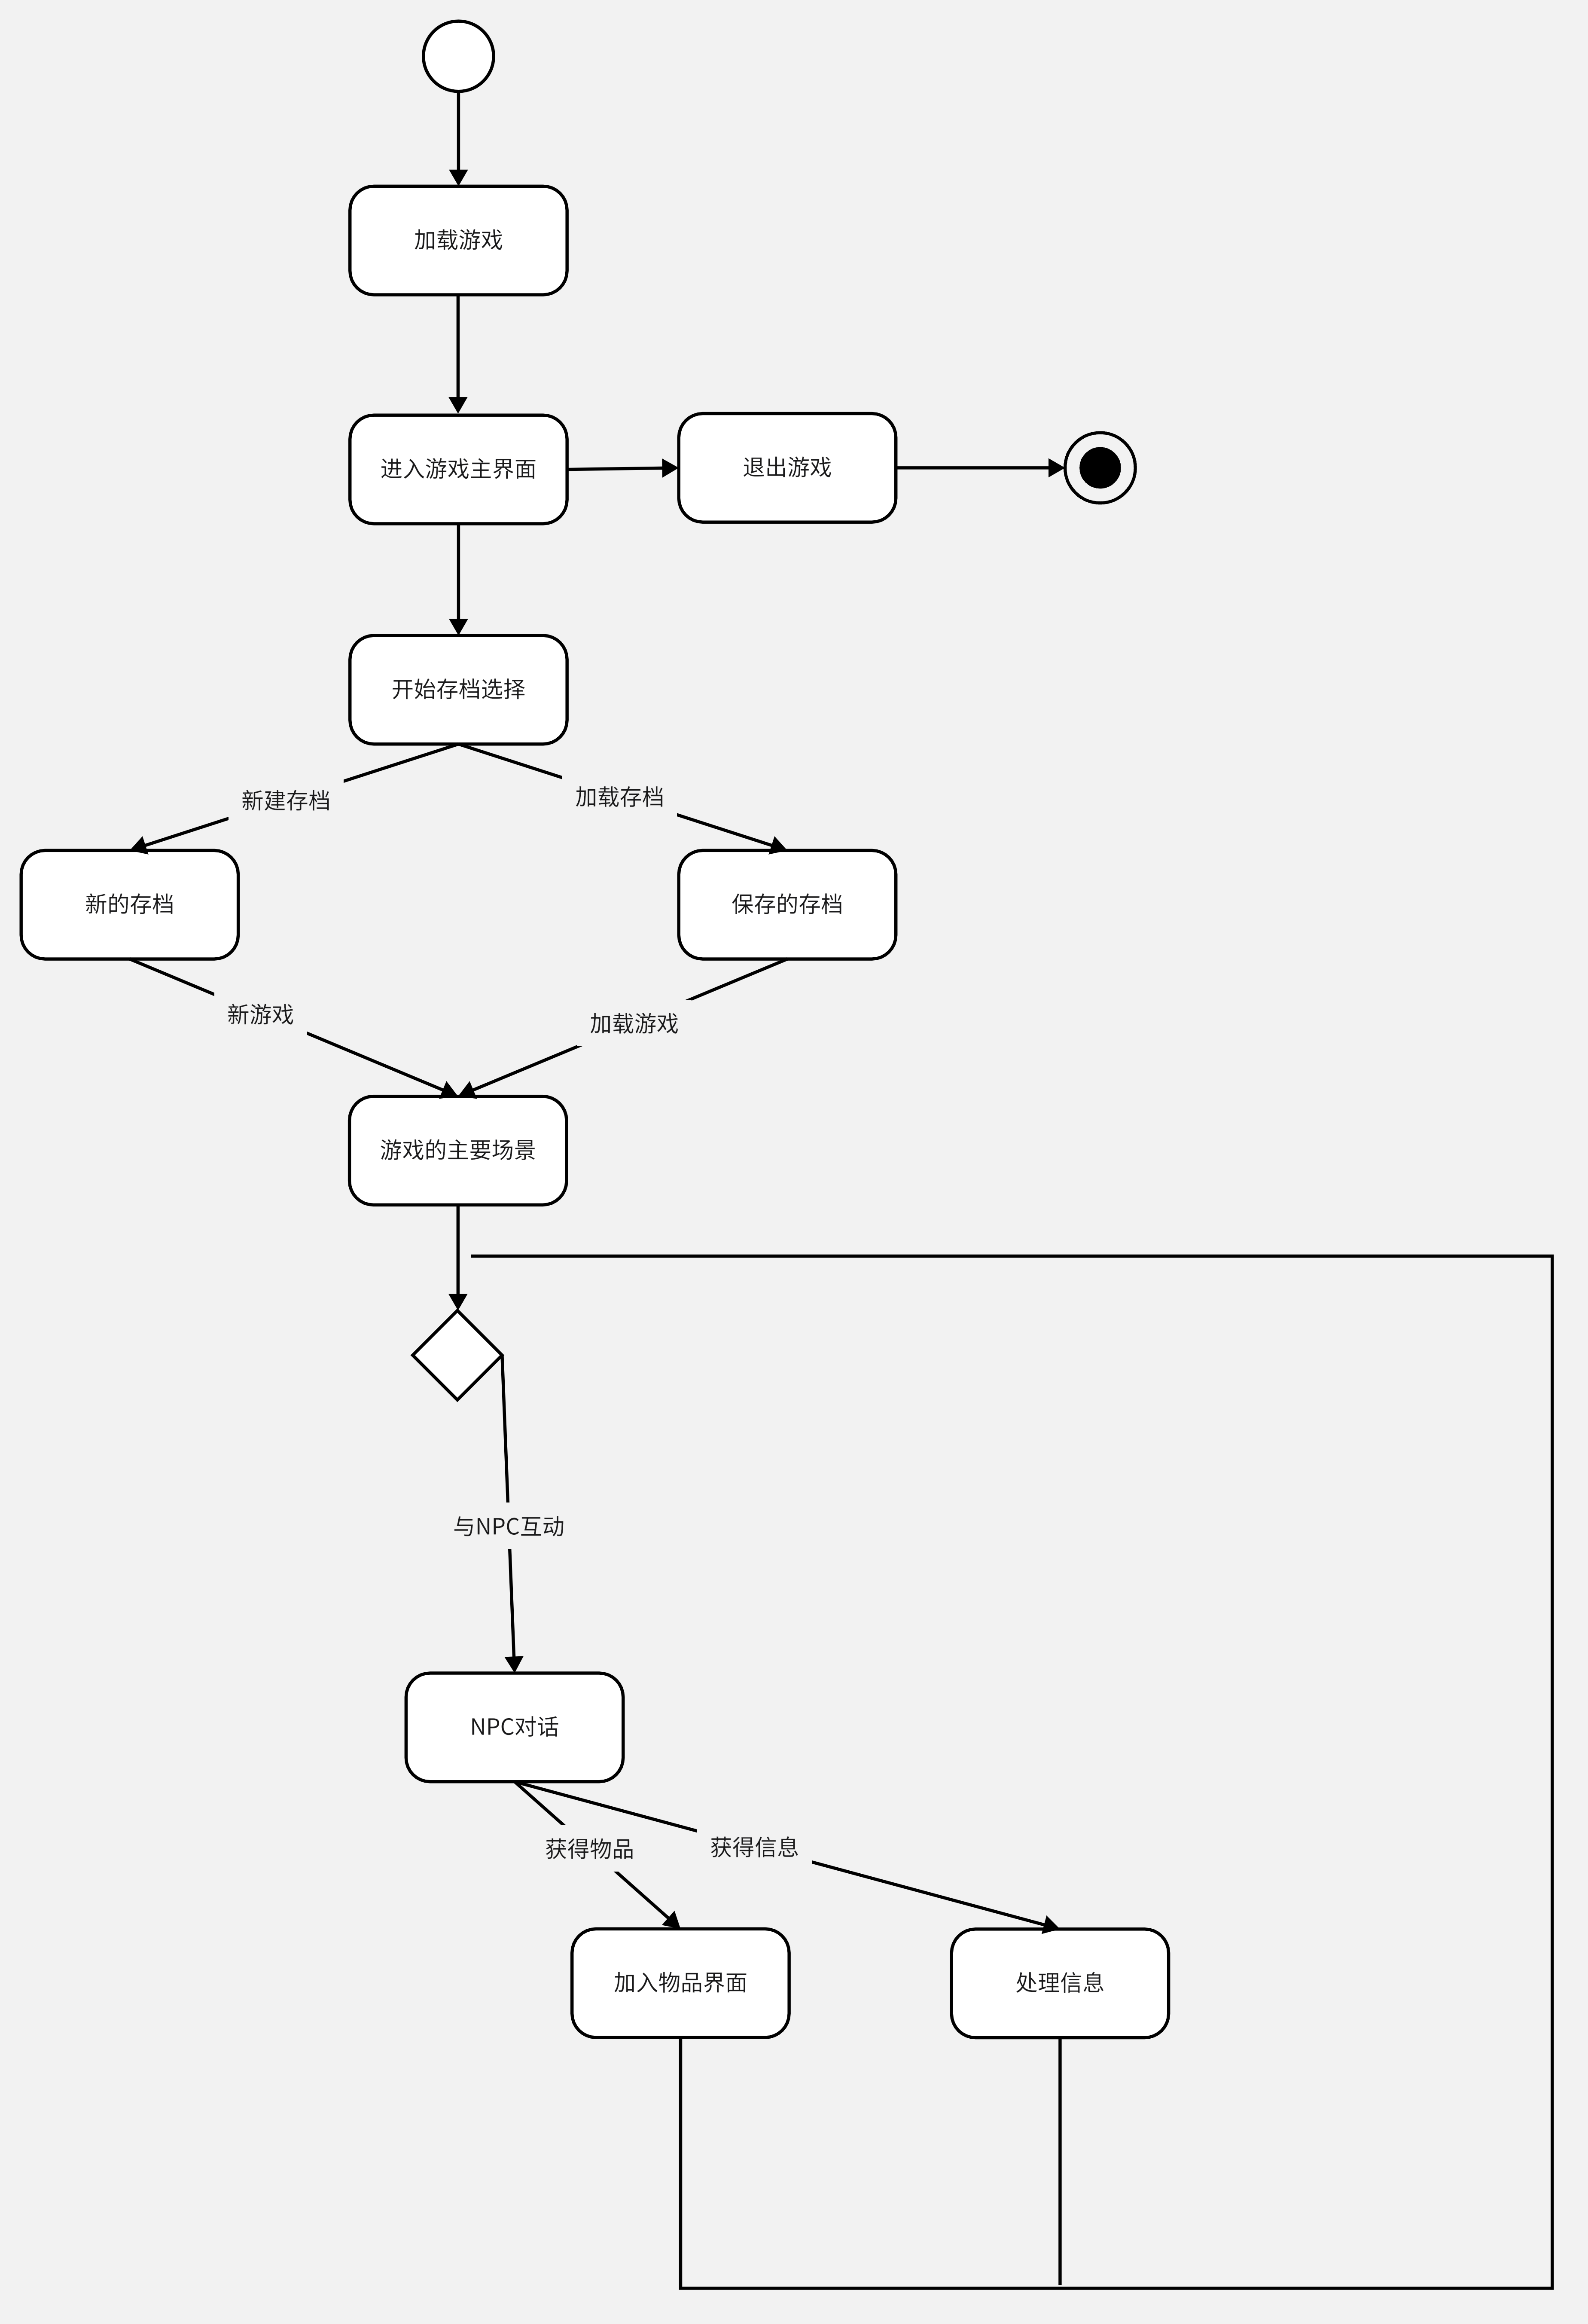 加载游戏
进入游戏主界面
退出游戏
开始存档选择
新建存档
加载存档
新的存档
保存的存档
新游戏
加载游戏
游戏的主要场景
与NPC互动
NPC对话
获得物品
获得信息
加入物品界面
处理信息